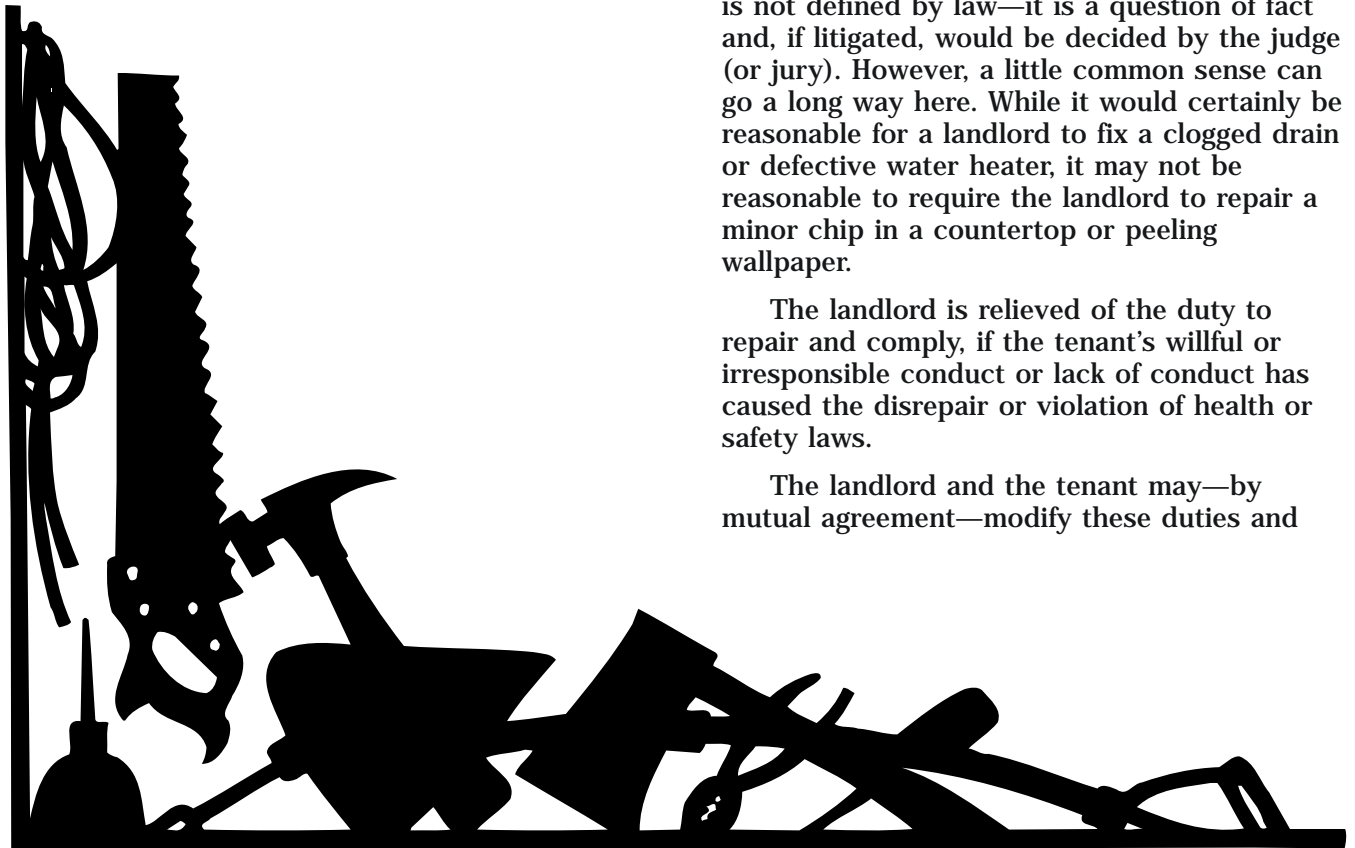 is not defined by law—it is a question of fact
and, if litigated, would be decided by the judge
(or jury). However, a little common sense can
go a long way here. While it would certainly be
reasonable for a landlord to fix a clogged drain
or defective water heater, it may not be
reasonable to require the landlord to repair a
minor chip in a countertop or peeling
wallpaper.
The landlord is relieved of the duty to
repair and comply, if the tenant’s willful or
irresponsible conduct or lack of conduct has
caused the disrepair or violation of health or
safety laws.
The landlord and the tenant may—by
mutual agreement—modify these duties and